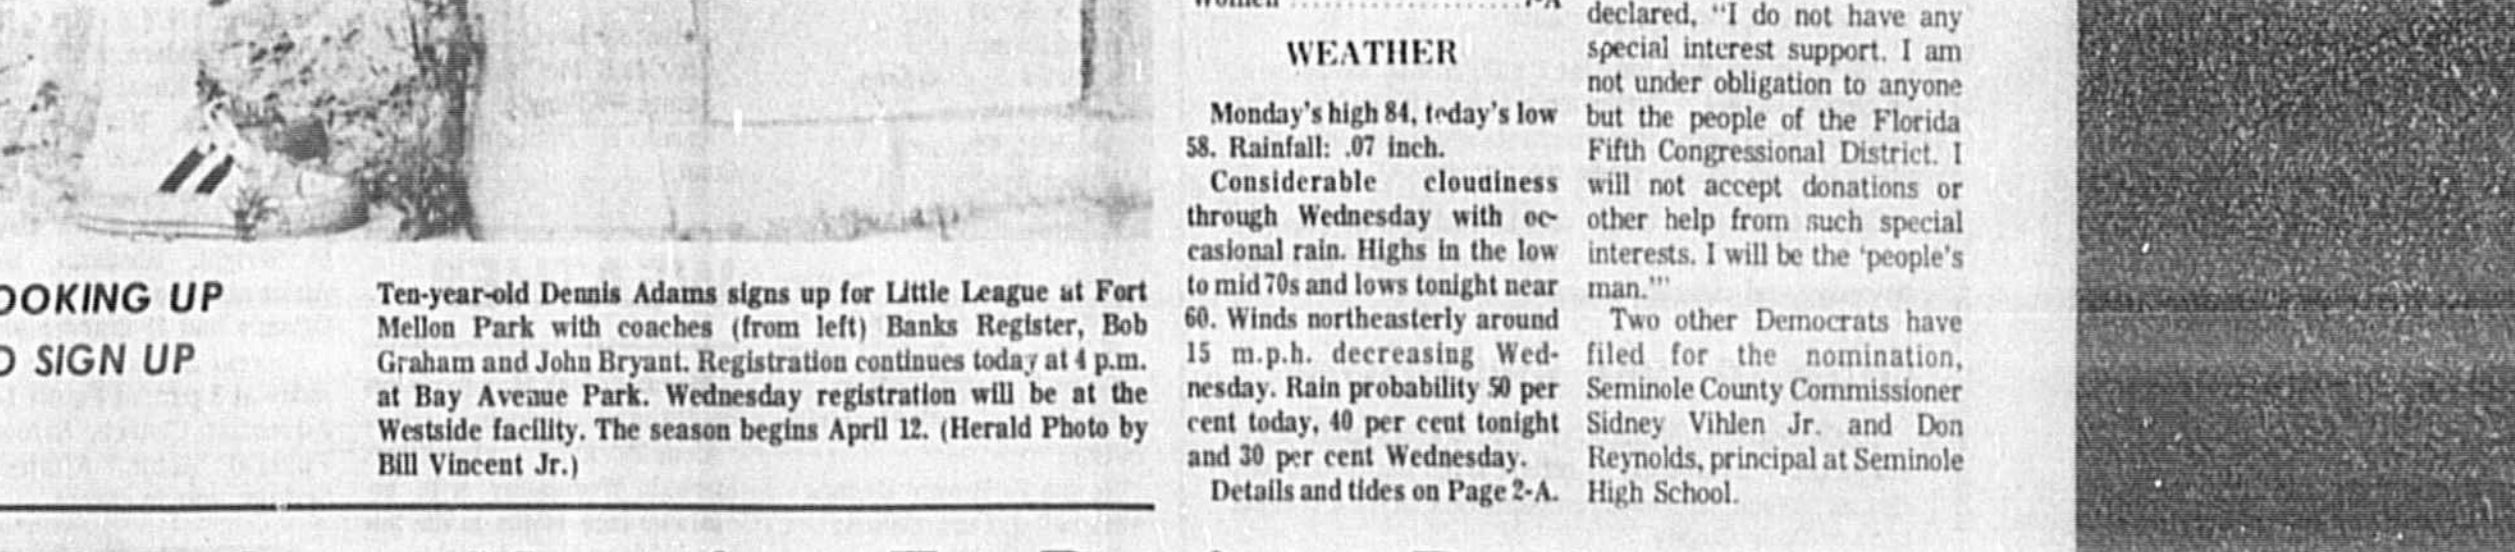 OOKING UP
SIGN UP
Ten-year-old Dennis Adams signs up for Little League at Fort
Mellon Park with coaches (from left) Banks Register, Bob
Graham and John Bryant. Registration continues today at 4 p.m.
at Bay Avenue Park. Wednesday registration will be at the
Westside facility. The season begins April 12. (Herald Photo by
Bill Vincent Jr.)
WEATHER
Monday's high 84, today's low
58. Rainfall: .07 inch.
Considerable cloudiness
through Wednesday with oc-
casional rain. Highs in the low
to mid 70s and lows tonight near
60. Winds northeasterly around
15 m.p.h. decreasing Wed-
nesday. Rain probability 50 per
cent today, 40 per cent tonight
and 30 per cent Wednesday.
Details and tides on Page 2-A.
declared, "I do not have any
special interest support. I am
not under obligation to anyone
but the people of the Florida
Fifth Congressional District. I
will not accept donations or
other help from such special
interests. I will be the 'people's
man.'"
Two other Democrats have
filed for the nomination,
Seminole County Commissioner
Sidney Vihlen Jr. and Don
Reynolds, principal at Seminole
High School.